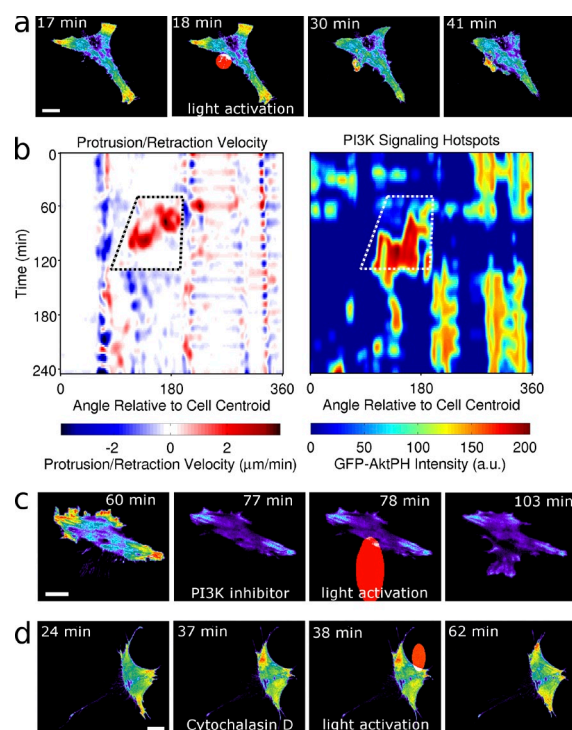 a
17 min
18 min
30 min
41 min
light activation
b
Protrusion/Retraction Velocity
PI3K Signaling Hotspots
Time (min)
0
60
120
180
240
0
180
360
0
180
360
Angle Relative to Cell Centroid
Angle Relative to Cell Centroid
-2
0
2
0
50
100
150
200
Protrusion/Retraction Velocity (μm/min)
GFP-AktPH Intensity (a.u.)
c
60 min
77 min
78 min
103 min
PI3K inhibitor
light activation
d
24 min
37 min
38 min
62 min
Cytochalasin D
light activation